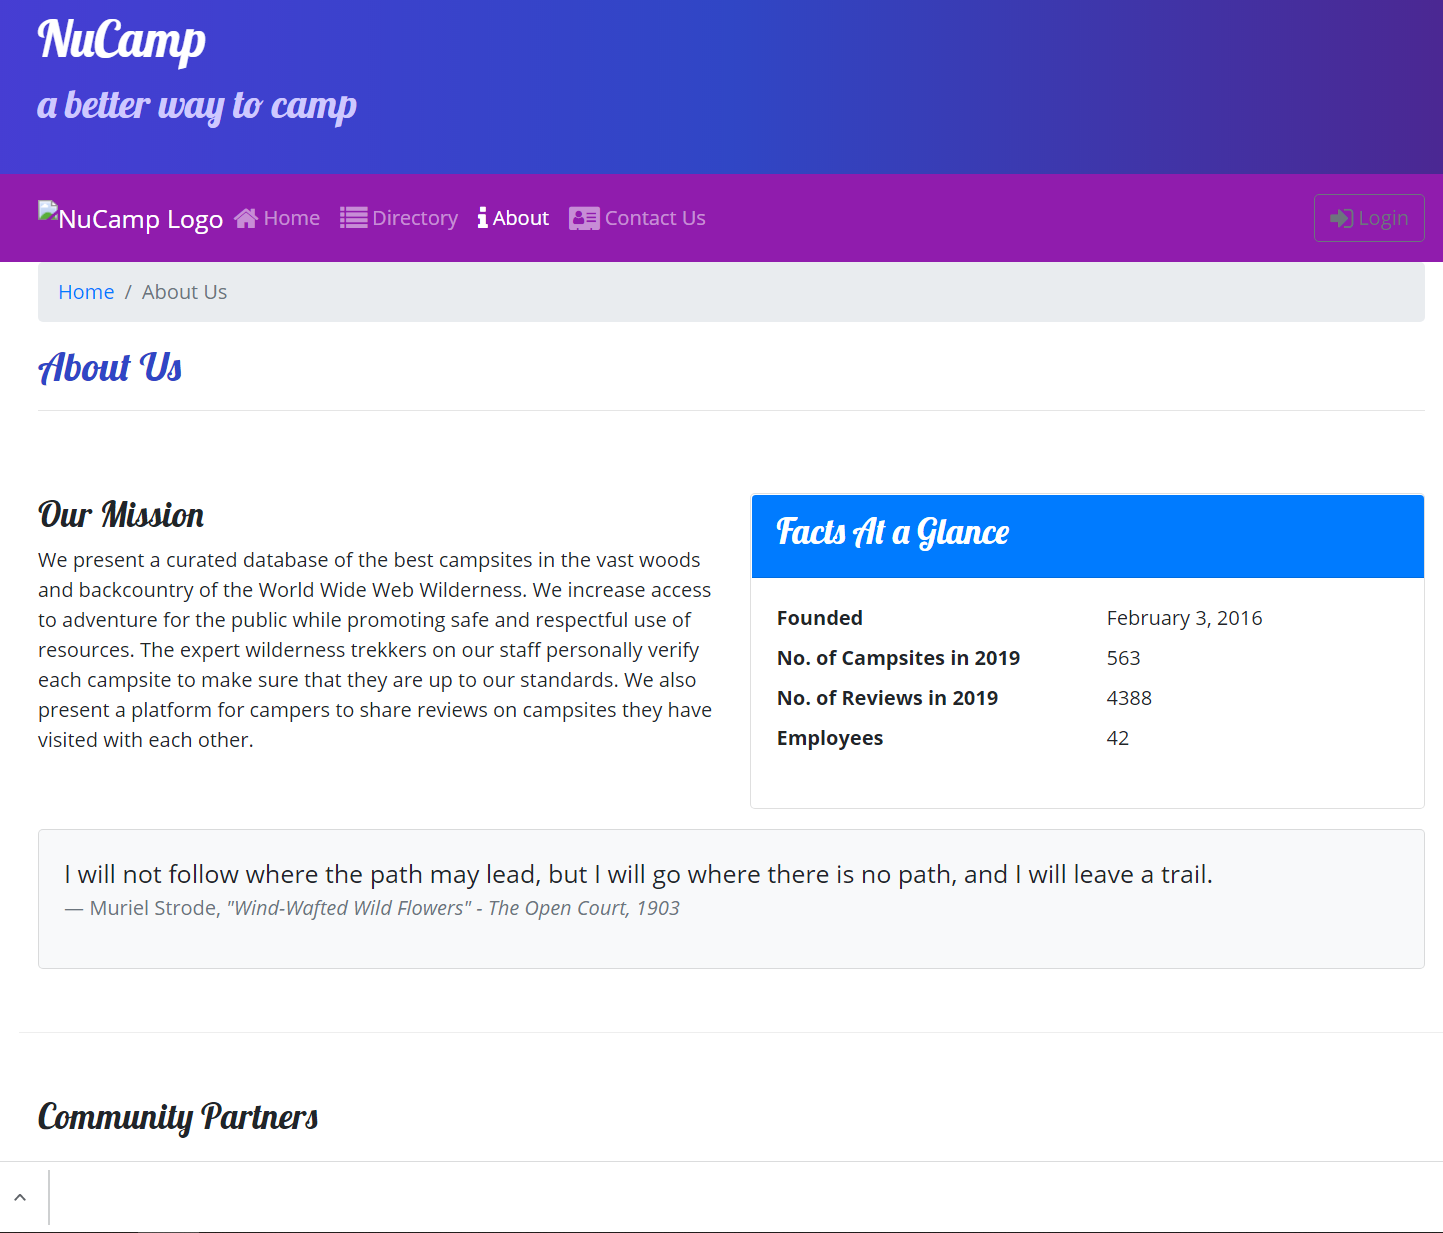 NuCamp
a better way to camp
NuCamp Logo Home Directory About Contact Us Login
Home / About Us
About Us
Our Mission
We present a curated database of the best campsites in the vast woods
and backcountry of the World Wide Web Wilderness. We increase access
to adventure for the public while promoting safe and respectful use of
resources. The expert wilderness trekkers on our staff personally verify
each campsite to make sure that they are up to our standards. We also
present a platform for campers to share reviews on campsites they have
visited with each other.
Facts At a Glance
Founded February 3, 2016
No. of Campsites in 2019 563
No. of Reviews in 2019 4388
Employees 42
I will not follow where the path may lead, but I will go where there is no path, and I will leave a trail.
— Muriel Strode, "Wind-Wafted Wild Flowers" - The Open Court, 1903
Community Partners